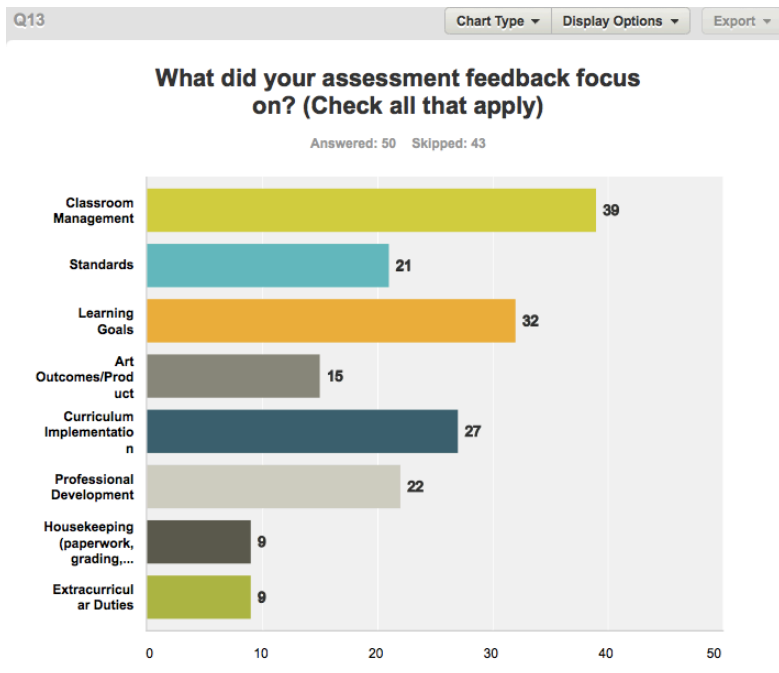 Q13
Chart Type
Display Options
Export
What did your assessment feedback focus
on? (Check all that apply)
Answered: 50 Skipped: 43
Classroom
Management
39
Standards
21
Learning
Goals
32
Art
Outcomes/Prod
uct
15
Curriculum
Implementatio
n
27
Professional
Development
22
Housekeeping
(paperwork,
grading,...
9
Extracurricul
ar Duties
9
0 10 20 30 40 50